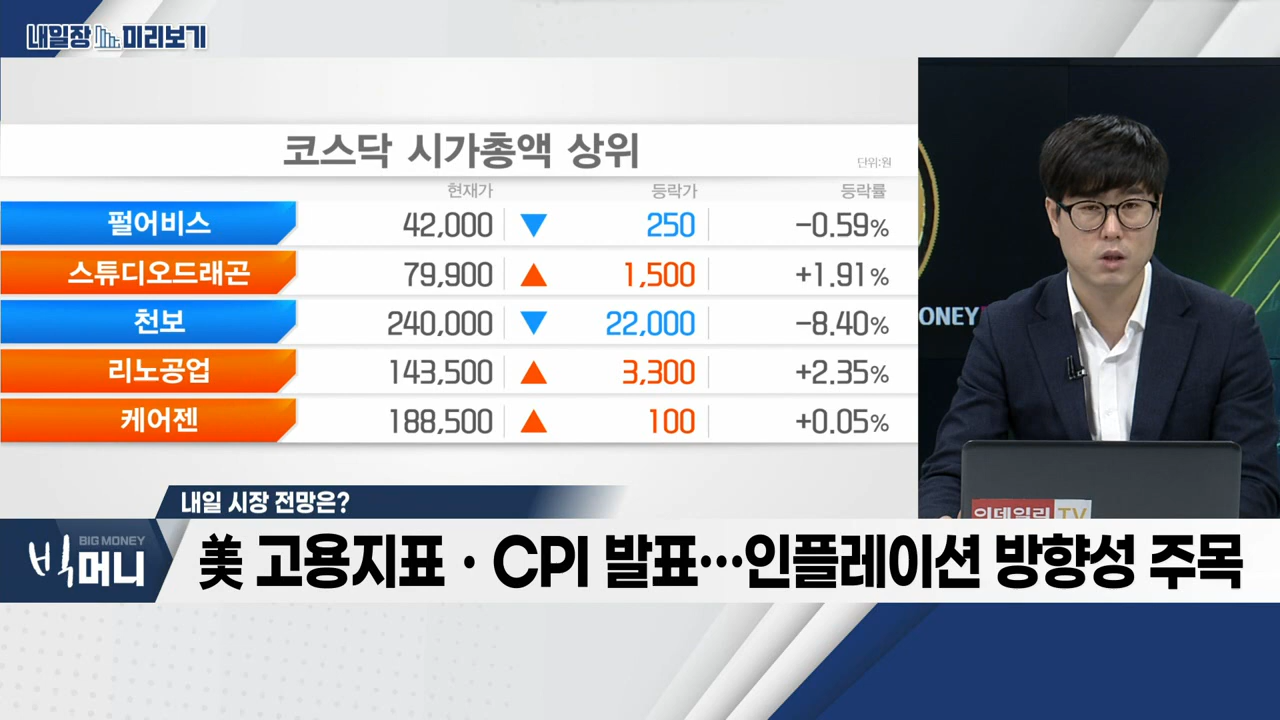 내일장 미리보기
코스닥 시가총액 상위
단위:원
현재가 등락가 등락률
펄어비스 42,000 ▼ 250 -0.59%
스튜디오드래곤 79,900 ▲ 1,500 +1.91%
천보 240,000 ▼ 22,000 -8.40%
리노공업 143,500 ▲ 3,300 +2.35%
케어젠 188,500 ▲ 100 +0.05%
ONEY
이데일리 TV
내일 시장 전망은?
BIG MONEY
빅머니
美 고용지표·CPI 발표…인플레이션 방향성 주목